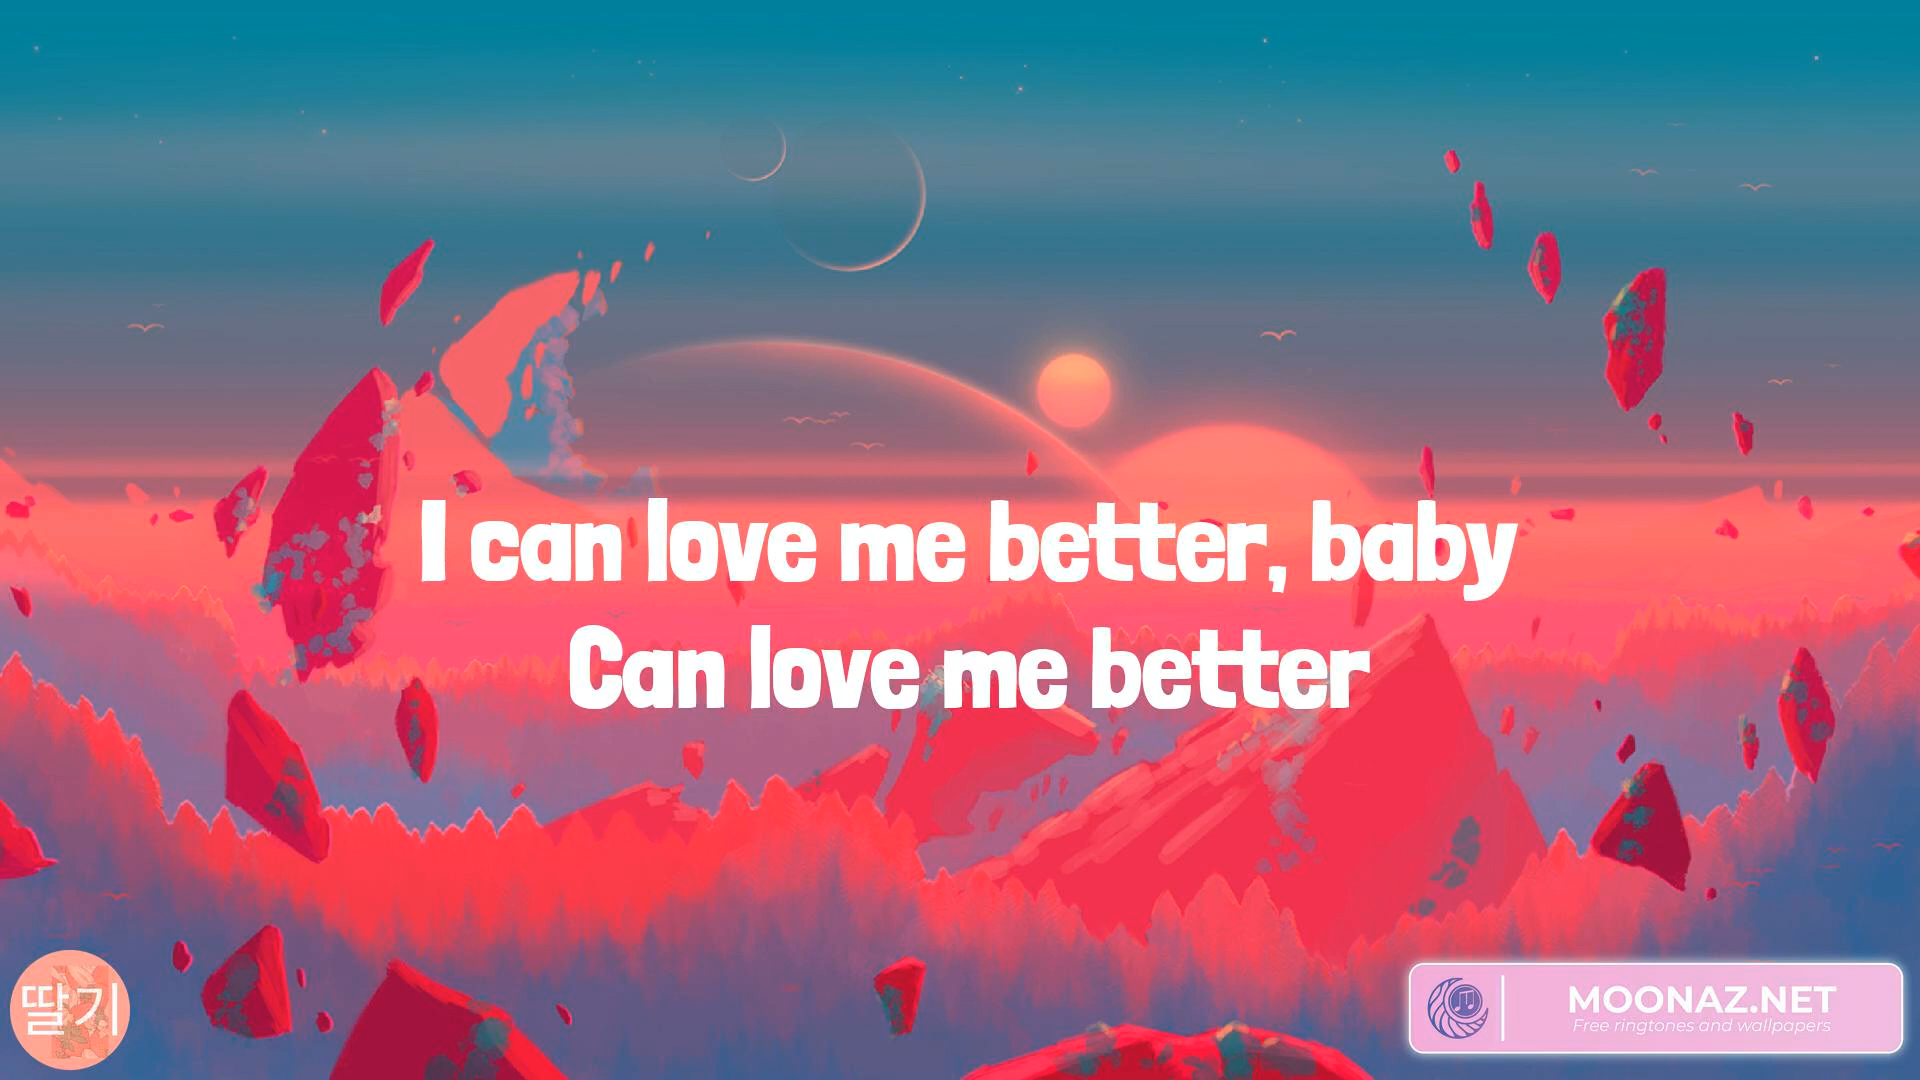 I can love me better, baby
Can love me better
딸기
MOONAZ.NET
Free ringtones and wallpapers